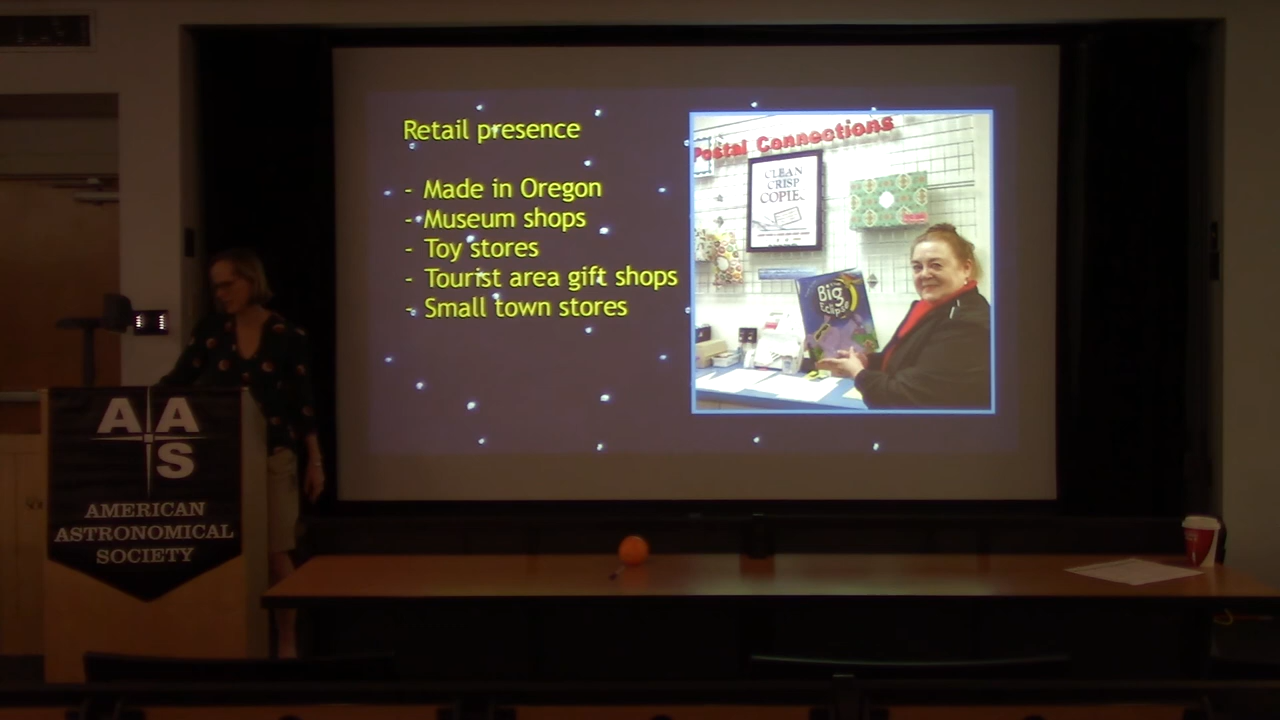 Retail presence
- Made in Oregon
- Museum shops
- Toy stores
- Tourist area gift shops
- Small town stores
Postal Connections
CLEAN
CRISP
COPIES
Big
Eclipse
A A
S
AMERICAN
ASTRONOMICAL
SOCIETY